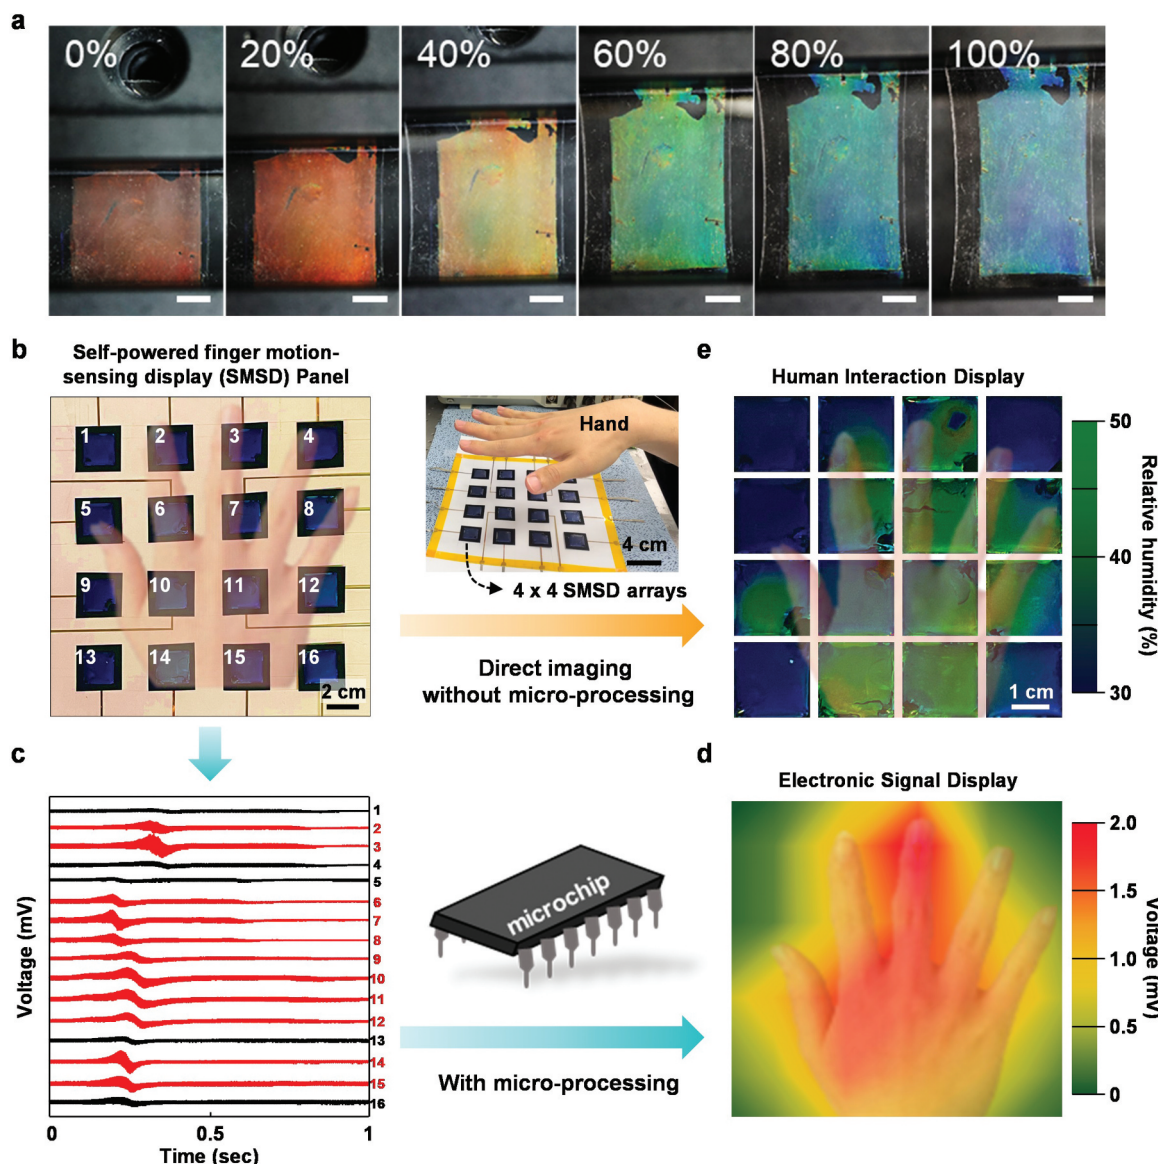 a
0% 20% 40% 60% 80% 100%
b
Self-powered finger motion-
sensing display (SMSD) Panel
1 2 3 4
5 6 7 8
9 10 11 12
13 14 15 16
2 cm
Hand
4 cm
4 x 4 SMSD arrays
Direct imaging
without micro-processing
e
Human Interaction Display
1 cm
50
40
30
Relative humidity (%)
c
Voltage (mV)
1
2
3
4
5
6
7
8
9
10
11
12
13
14
15
16
0 0.5 1
Time (sec)
microchip
With micro-processing
d
Electronic Signal Display
2.0
1.5
1.0
0.5
0
Voltage (mV)